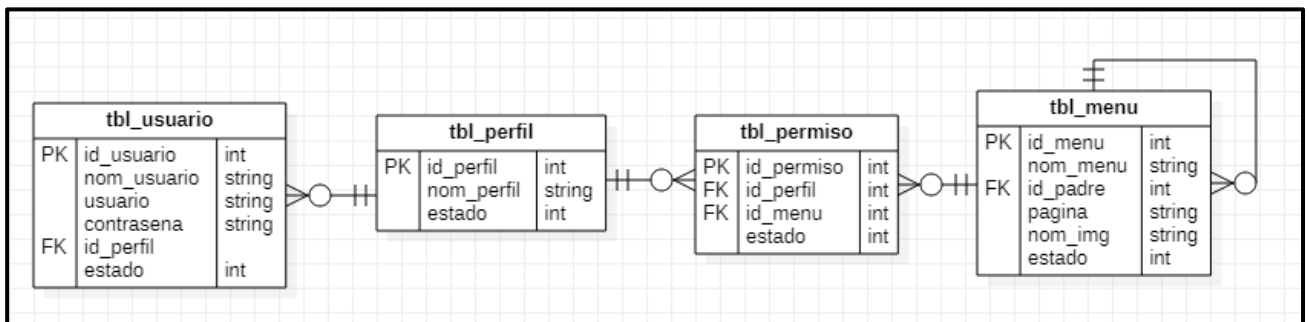 tbl_usuario
PK id_usuario int
nom_usuario string
usuario string
contrasena string
FK id_perfil
estado int
tbl_perfil
PK id_perfil int
nom_perfil string
estado int
tbl_permiso
PK id_permiso int
FK id_perfil int
FK id_menu int
estado int
tbl_menu
PK id_menu int
nom_menu string
FK id_padre int
pagina string
nom_img string
estado int